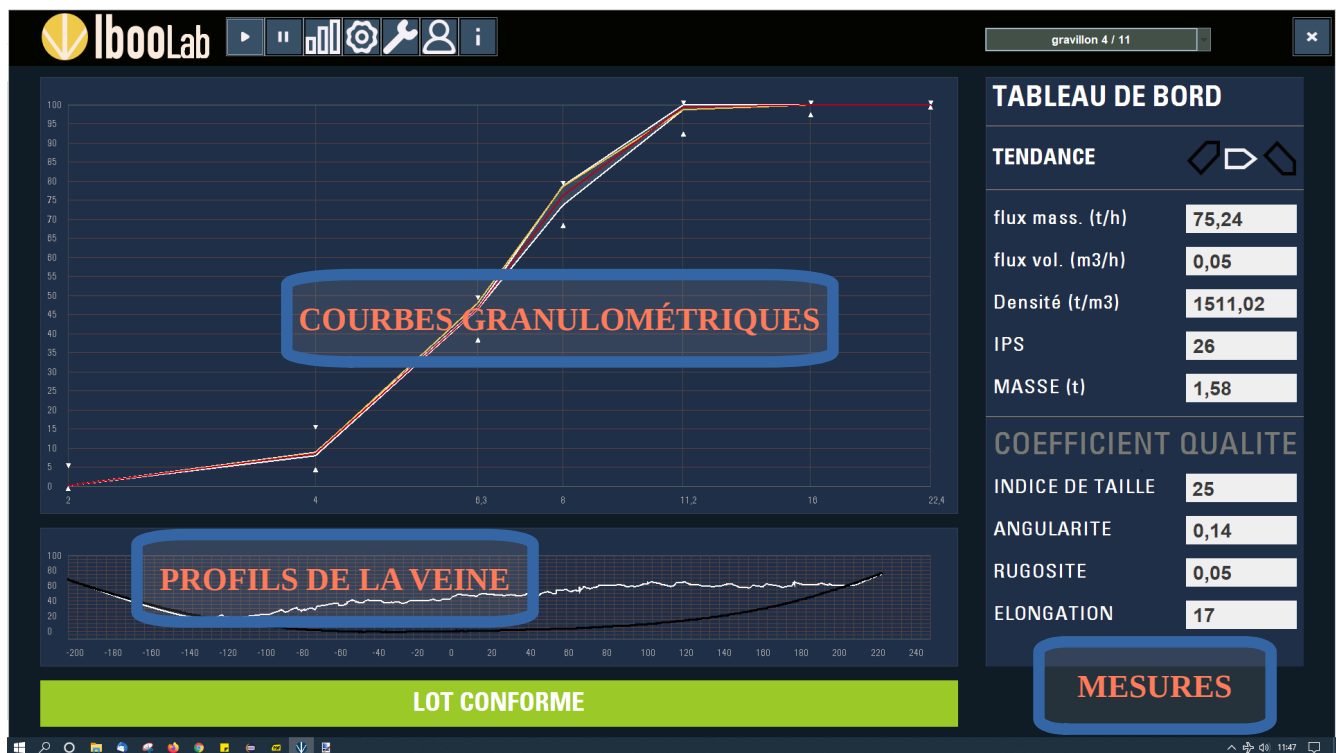 IbooLab
i
gravillon 4 / 11
×
100
95
90
85
80
75
70
65
60
55
50
45
40
35
30
25
20
15
10
5
0
2 4 6,3 8 11,2 16 22,4
COURBES GRANULOMÉTRIQUES
100
80
60
40
20
0
-200 -180 -160 -140 -120 -100 -80 -60 -40 -20 0 20 40 60 80 100 120 140 160 180 200 220 240
PROFILS DE LA VEINE
LOT CONFORME
TABLEAU DE BORD
TENDANCE
flux mass. (t/h) 75,24
flux vol. (m3/h) 0,05
Densité (t/m3) 1511,02
IPS 26
MASSE (t) 1,58
COEFFICIENT QUALITE
INDICE DE TAILLE 25
ANGULARITE 0,14
RUGOSITE 0,05
ELONGATION 17
MESURES
11:47